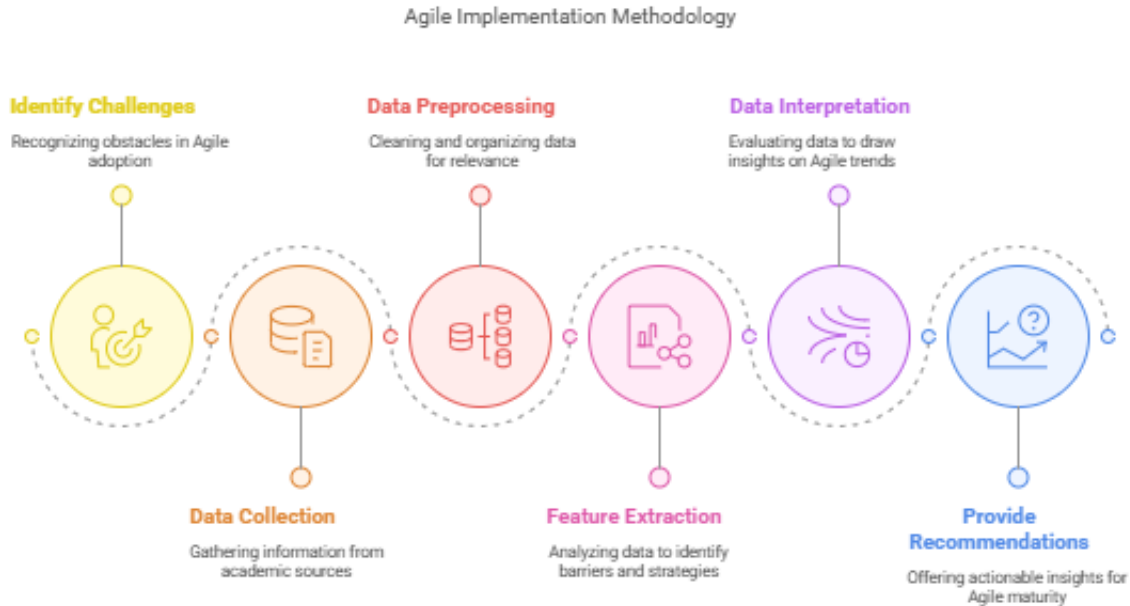 Agile Implementation Methodology
Identify Challenges
Recognizing obstacles in Agile
adoption
Data Collection
Gathering information from
academic sources
Data Preprocessing
Cleaning and organizing data
for relevance
Feature Extraction
Analyzing data to identify
barriers and strategies
Data Interpretation
Evaluating data to draw
insights on Agile trends
Provide
Recommendations
Offering actionable insights for
Agile maturity
?